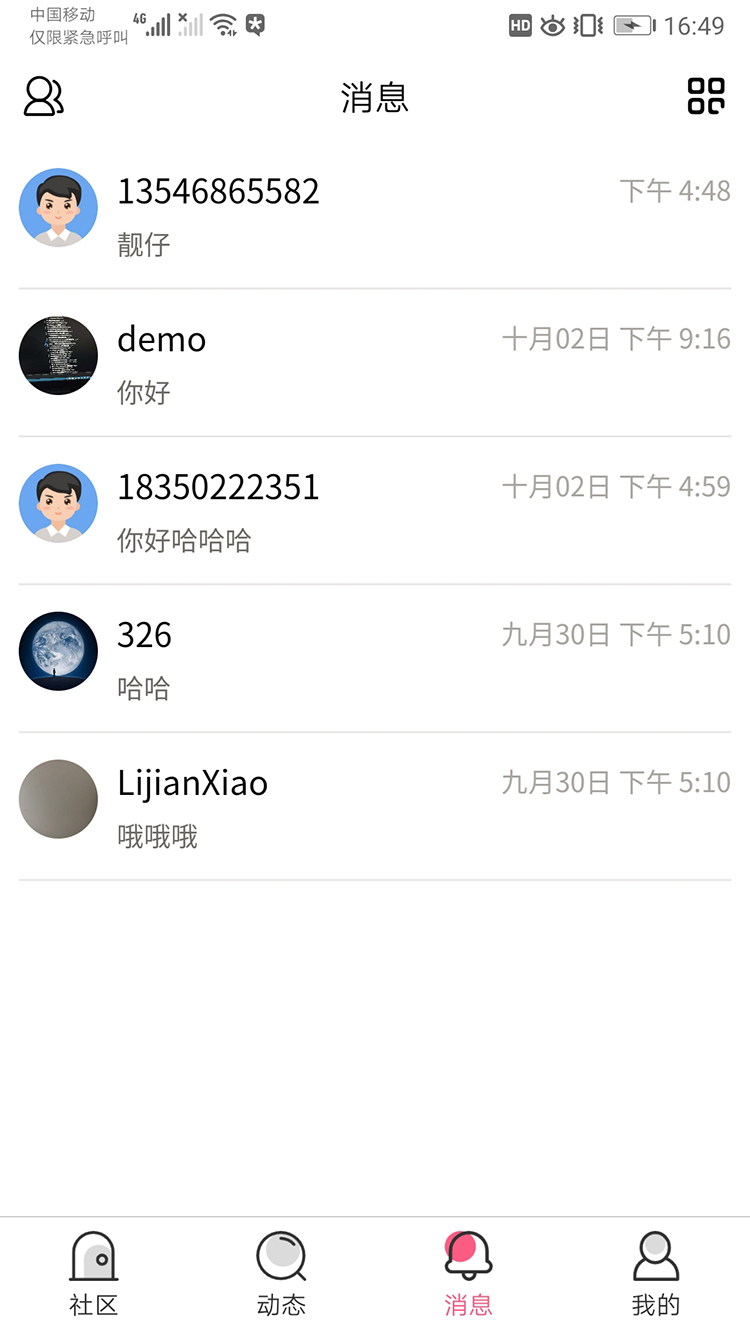 中国移动
仅限紧急呼叫
4G
HD
16:49
消息
13546865582
下午 4:48
靓仔
demo
十月02日 下午 9:16
你好
18350222351
十月02日 下午 4:59
你好哈哈哈
326
九月30日 下午 5:10
哈哈
LijianXiao
九月30日 下午 5:10
哦哦哦
社区
动态
消息
我的